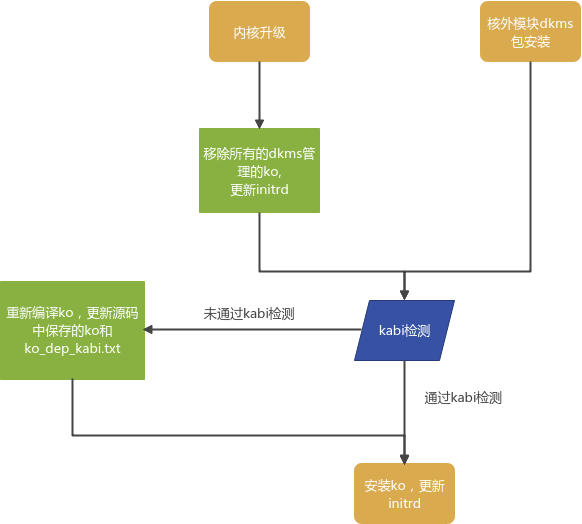 内核升级
核外模块dkms
包安装
移除所有的dkms管
理的ko,
更新initrd
重新编译ko，更新源码
中保存的ko和
ko_dep_kabi.txt
未通过kabi检测
kabi检测
通过kabi检测
安装ko，更新
initrd